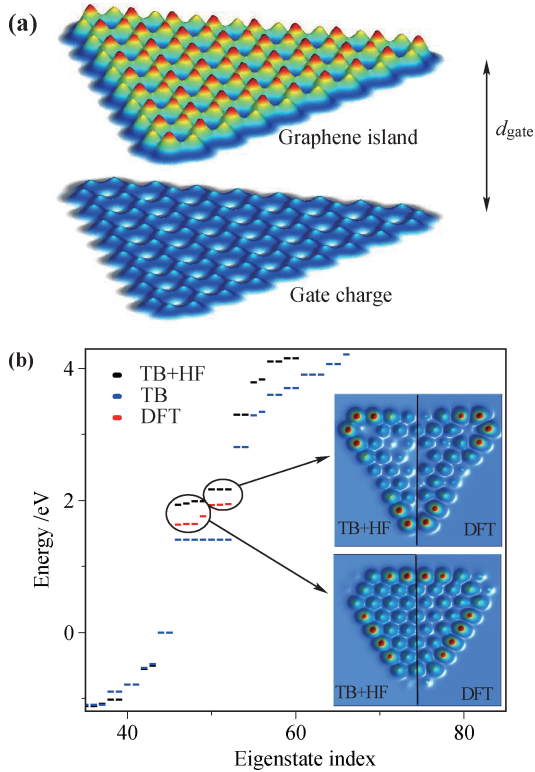 (a)
Graphene island
d_gate
Gate charge
(b)
TB+HF
TB
DFT
4
2
0
Energy /eV
TB+HF DFT
TB+HF DFT
40 60 80
Eigenstate index